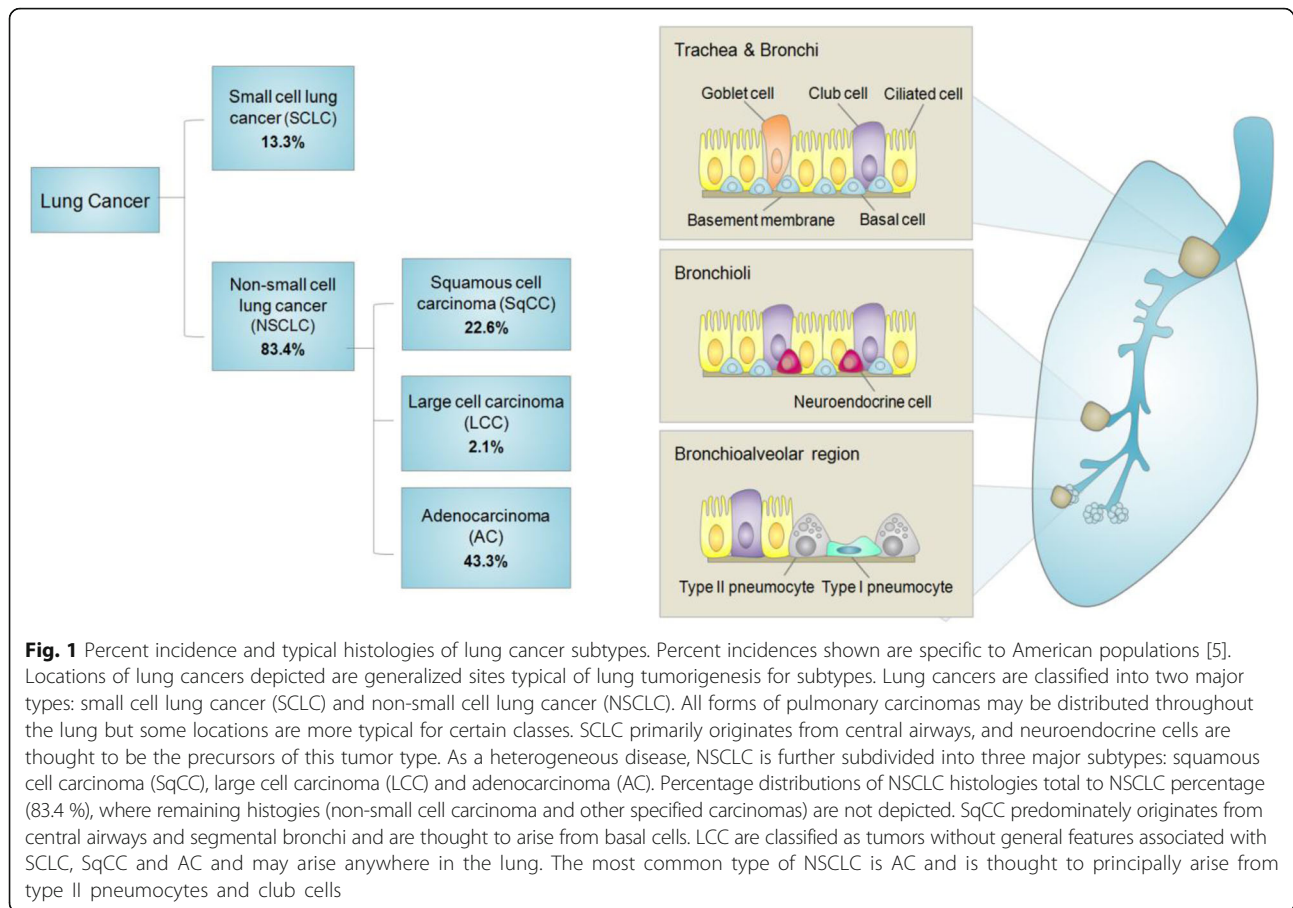 Lung Cancer
Small cell lung
cancer (SCLC)
13.3%
Non-small cell
lung cancer
(NSCLC)
83.4%
Squamous cell
carcinoma (SqCC)
22.6%
Large cell carcinoma
(LCC)
2.1%
Adenocarcinoma
(AC)
43.3%
Trachea & Bronchi
Goblet cell Club cell Ciliated cell
Basement membrane Basal cell
Bronchioli
Neuroendocrine cell
Bronchioalveolar region
Type II pneumocyte Type I pneumocyte
Fig. 1 Percent incidence and typical histologies of lung cancer subtypes. Percent incidences shown are specific to American populations [5].
Locations of lung cancers depicted are generalized sites typical of lung tumorigenesis for subtypes. Lung cancers are classified into two major
types: small cell lung cancer (SCLC) and non-small cell lung cancer (NSCLC). All forms of pulmonary carcinomas may be distributed throughout
the lung but some locations are more typical for certain classes. SCLC primarily originates from central airways, and neuroendocrine cells are
thought to be the precursors of this tumor type. As a heterogeneous disease, NSCLC is further subdivided into three major subtypes: squamous
cell carcinoma (SqCC), large cell carcinoma (LCC) and adenocarcinoma (AC). Percentage distributions of NSCLC histologies total to NSCLC percentage
(83.4 %), where remaining histogies (non-small cell carcinoma and other specified carcinomas) are not depicted. SqCC predominately originates from
central airways and segmental bronchi and are thought to arise from basal cells. LCC are classified as tumors without general features associated with
SCLC, SqCC and AC and may arise anywhere in the lung. The most common type of NSCLC is AC and is thought to principally arise from
type II pneumocytes and club cells